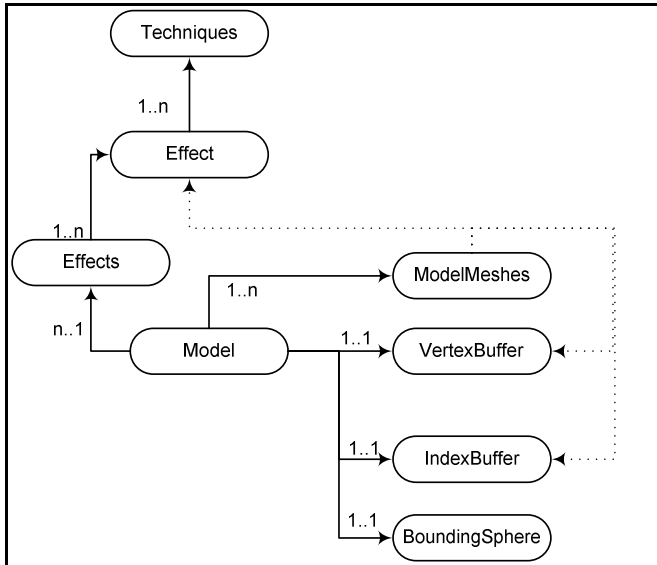 Techniques
1..n
Effect
1..n
Effects
ModelMeshes
1..n
n..1
Model
1..1
VertexBuffer
1..1
IndexBuffer
1..1
BoundingSphere